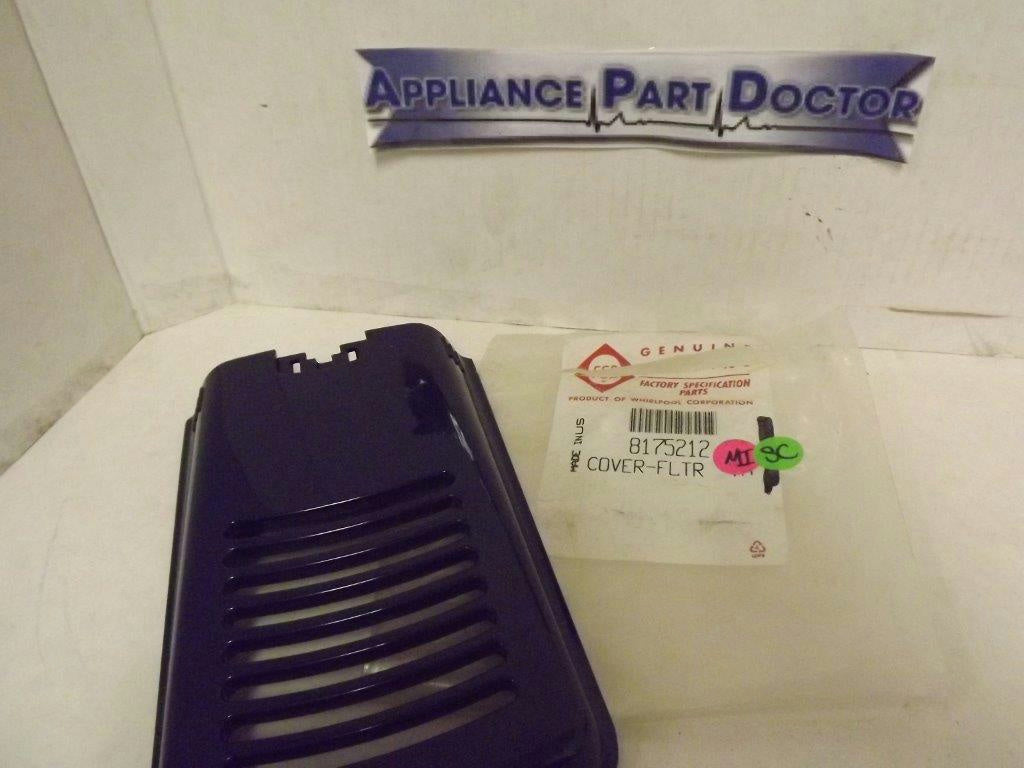 APPLIANCE PART DOCTOR
GENUINE
FSP
FACTORY SPECIFICATION
PARTS
PRODUCT OF WHIRLPOOL CORPORATION
MADE IN US
8175212
COVER-FLTR
MI
SC